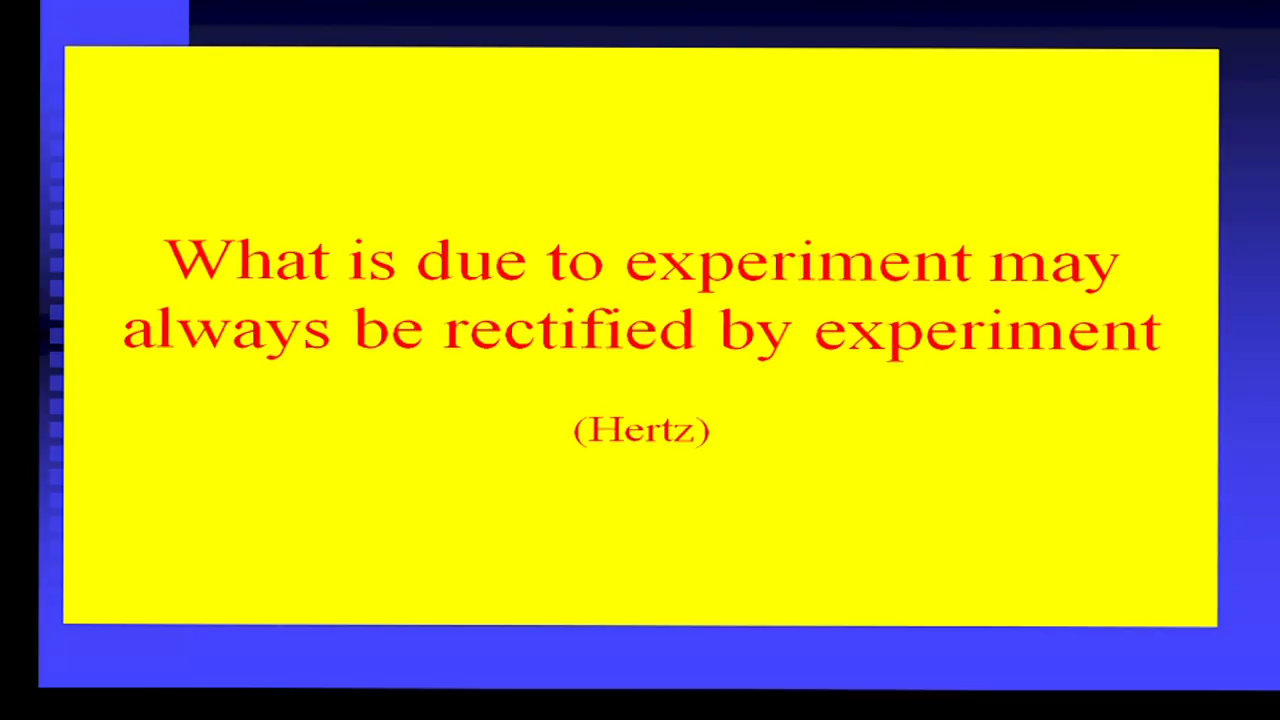 What is due to experiment may
always be rectified by experiment
(Hertz)